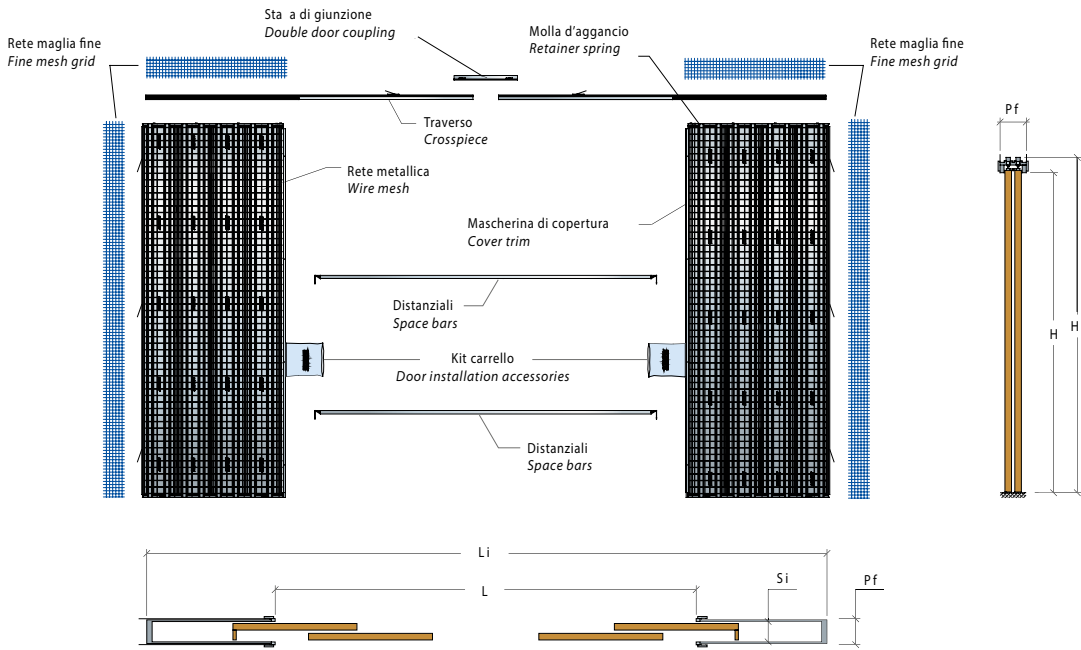 Sta a di giunzione
Double door coupling
Molla d'aggancio
Retainer spring
Rete maglia fine
Fine mesh grid
Rete maglia fine
Fine mesh grid
Pf
Traverso
Crosspiece
Rete metallica
Wire mesh
Mascherina di copertura
Cover trim
Distanziali
Space bars
H
H
Kit carrello
Door installation accessories
Distanziali
Space bars
Li
L
Si
Pf